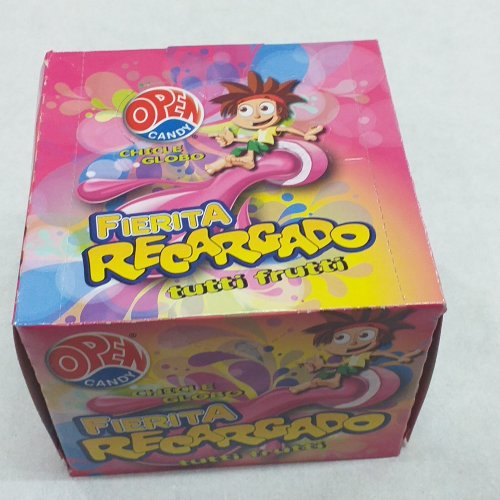 OPEN
CANDY
CHICLE
GLOBO
FIERITA
RECARGADO
tutti frutti
OPEN
CANDY
CHICLE
GLOBO
FIERITA
RECARGADO
tutti frutti